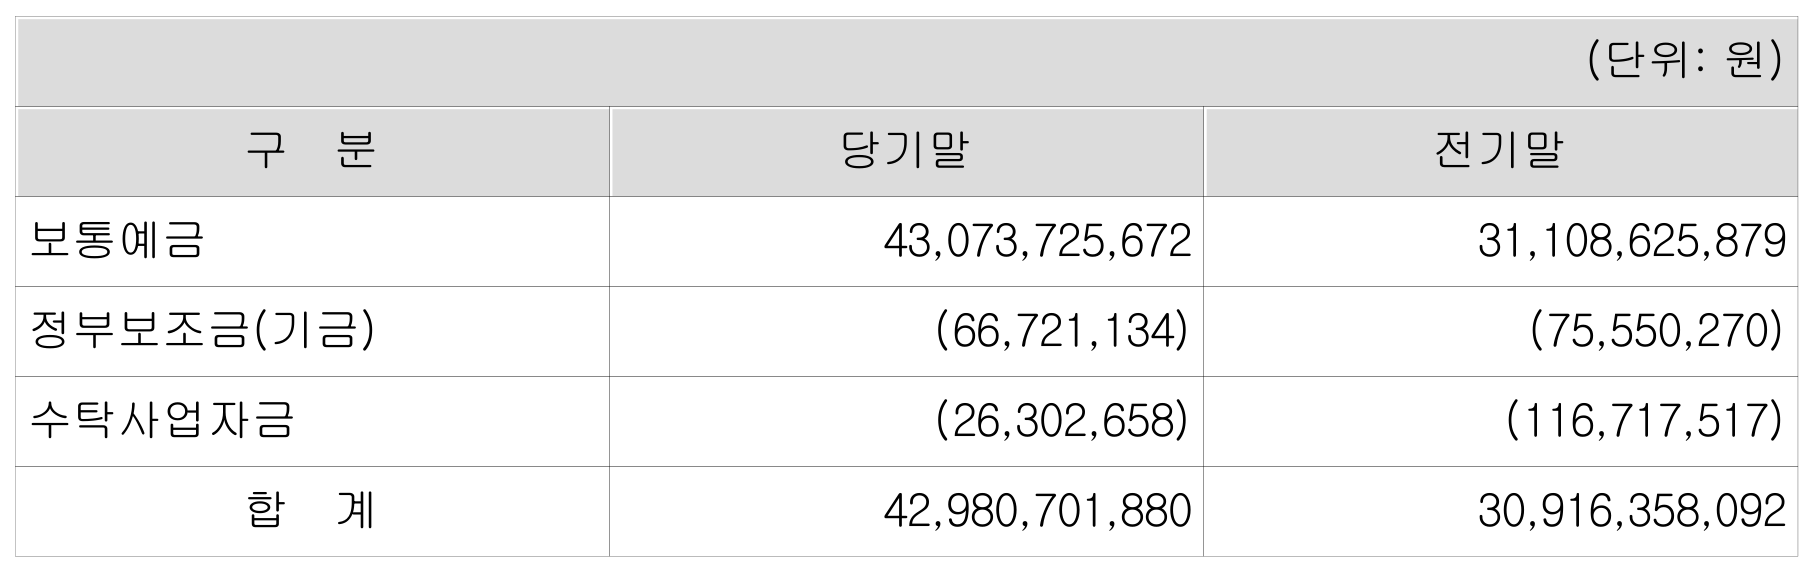 (단위: 원)
구 분 당기말 전기말
보통예금 43,073,725,672 31,108,625,879
정부보조금(기금) (66,721,134) (75,550,270)
수탁사업자금 (26,302,658) (116,717,517)
합 계 42,980,701,880 30,916,358,092